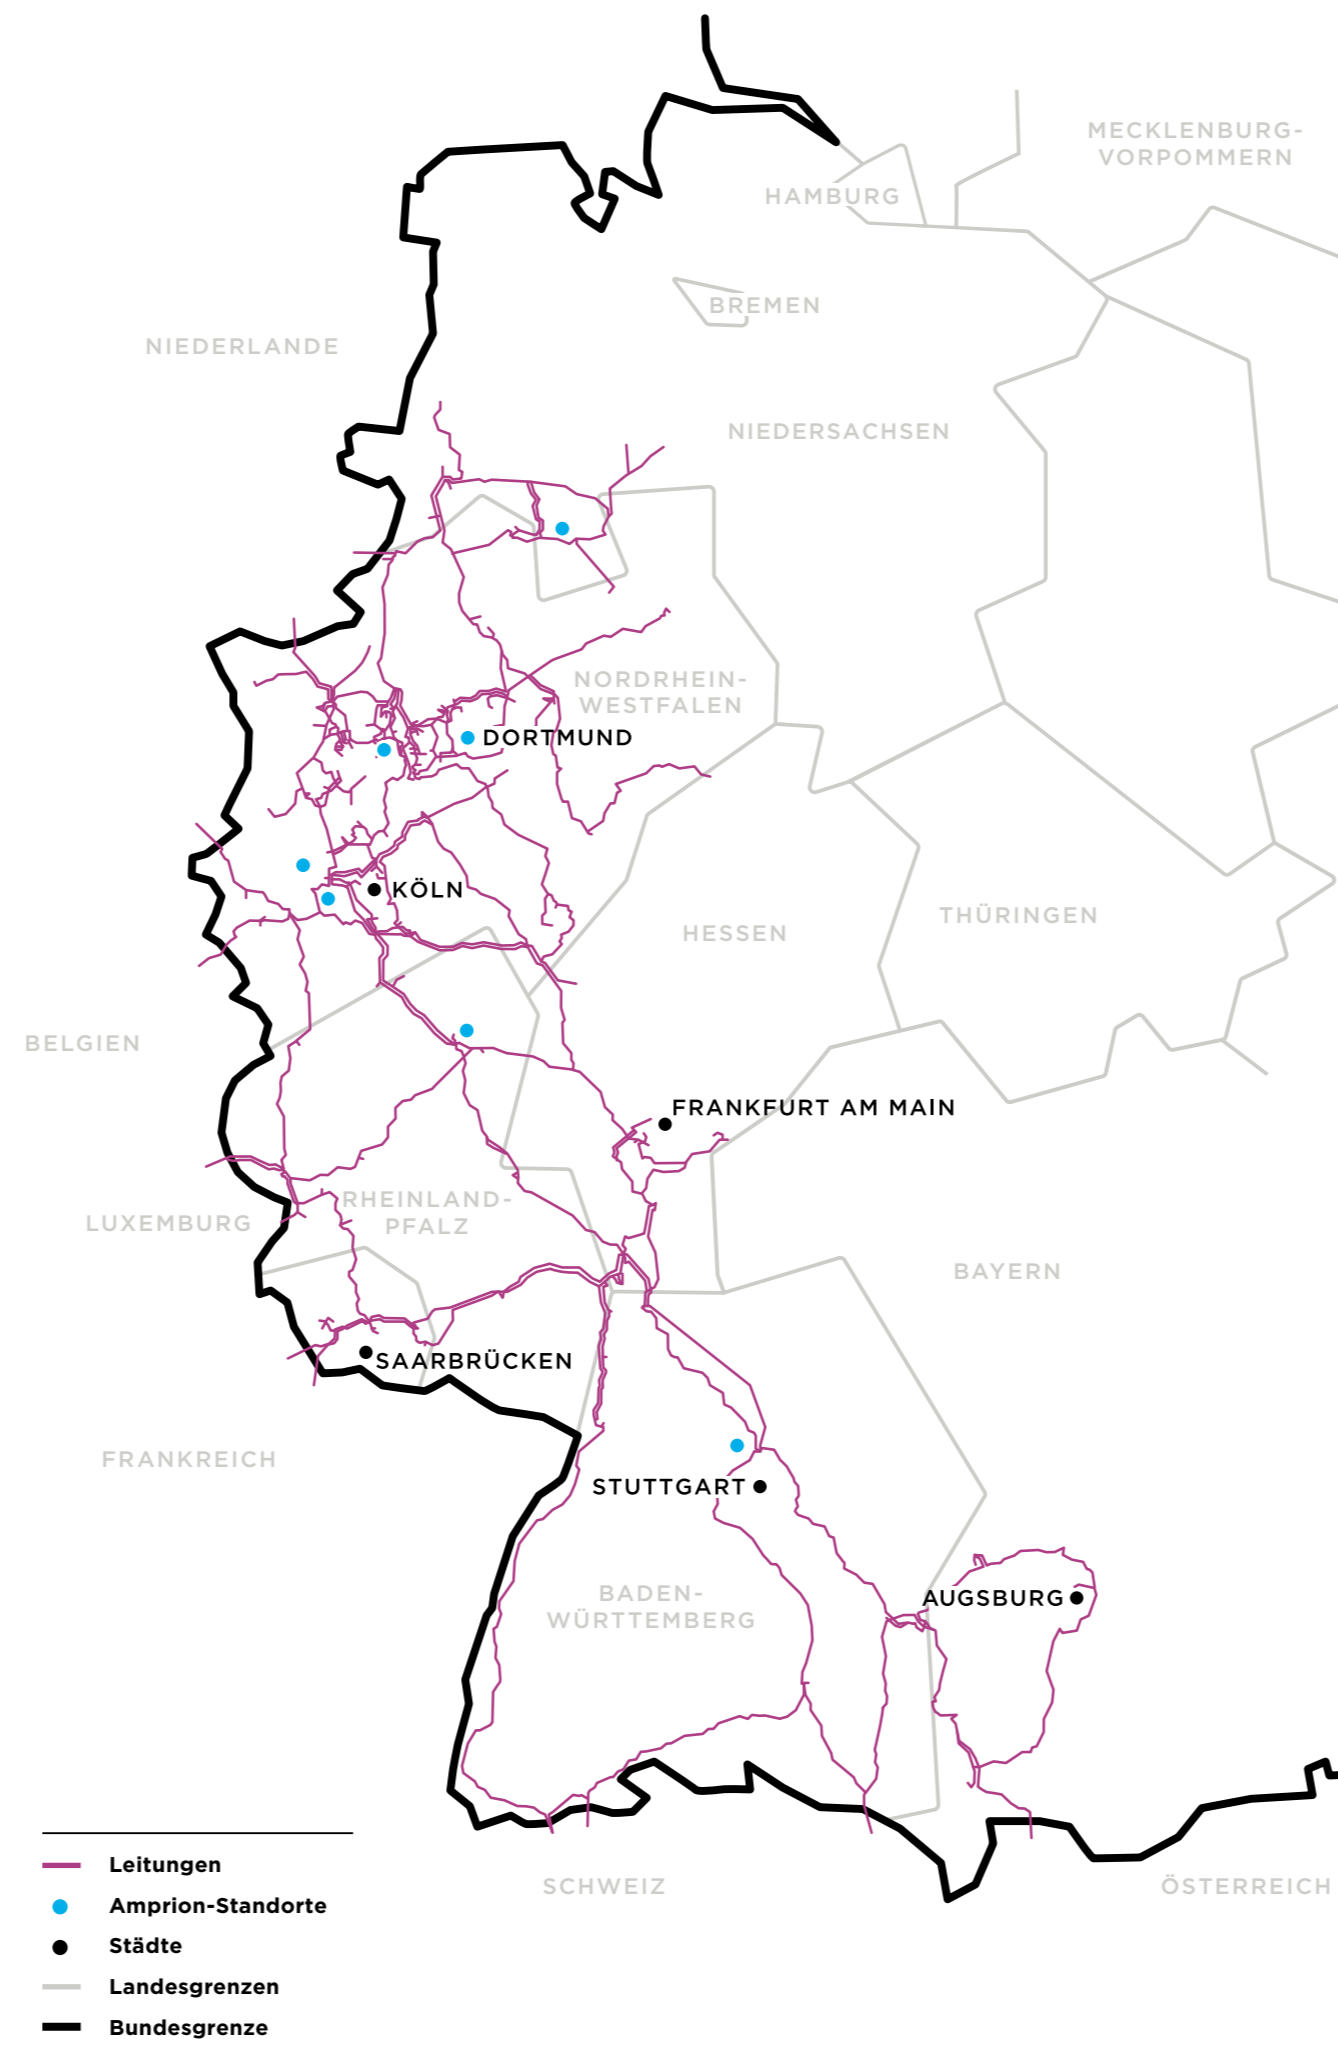 MECKLENBURG-
VORPOMMERN
HAMBURG
BREMEN
NIEDERLANDE
NIEDERSACHSEN
NORDRHEIN-
WESTFALEN
DORTMUND
KÖLN
THÜRINGEN
HESSEN
BELGIEN
FRANKFURT AM MAIN
RHEINLAND-
PFALZ
LUXEMBURG
BAYERN
SAARBRÜCKEN
FRANKREICH
STUTTGART
BADEN-
WÜRTTEMBERG
AUGSBURG
SCHWEIZ
ÖSTERREICH
Leitungen
Amprion-Standorte
Städte
Landesgrenzen
Bundesgrenze